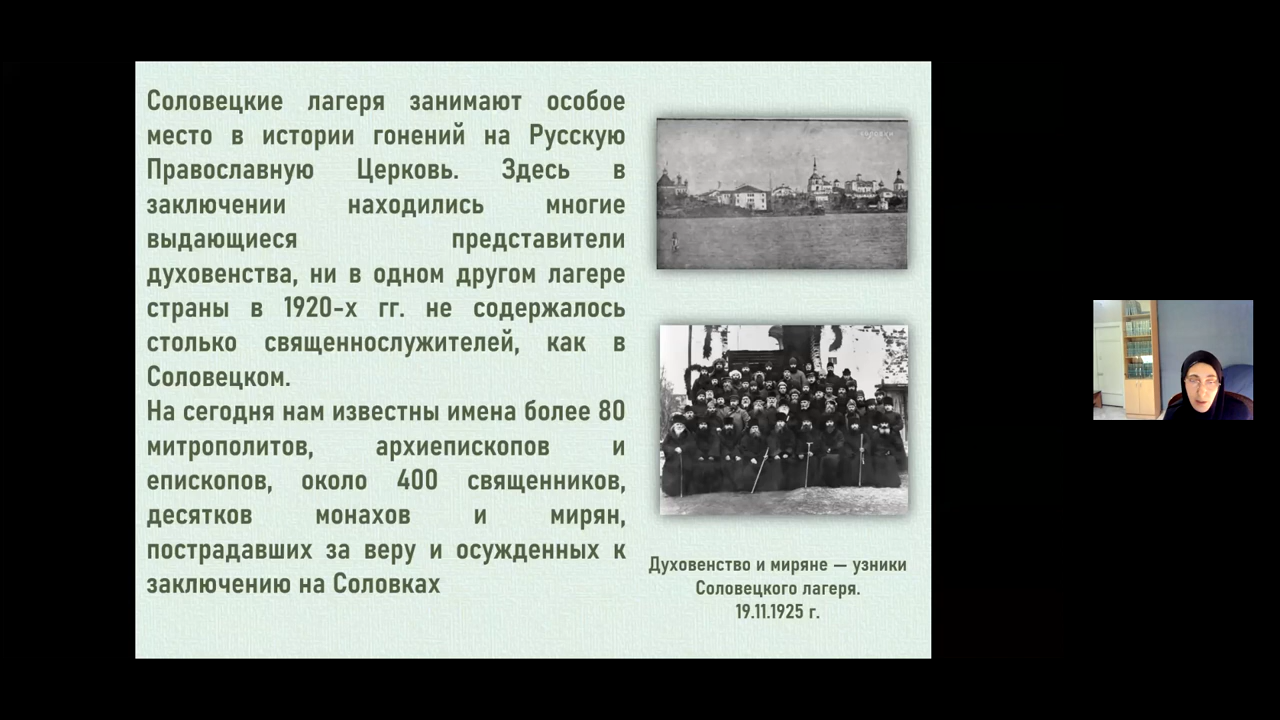 Соловецкие лагеря занимают особое
место в истории гонений на Русскую
Православную Церковь. Здесь в
заключении находились многие
выдающиеся представители
духовенства, ни в одном другом лагере
страны в 1920-х гг. не содержалось
столько священнослужителей, как в
Соловецком.
На сегодня нам известны имена более 80
митрополитов, архиепископов и
епископов, около 400 священников,
десятков монахов и мирян,
пострадавших за веру и осужденных к
заключению на Соловках
Духовенство и миряне — узники
Соловецкого лагеря.
19.11.1925 г.